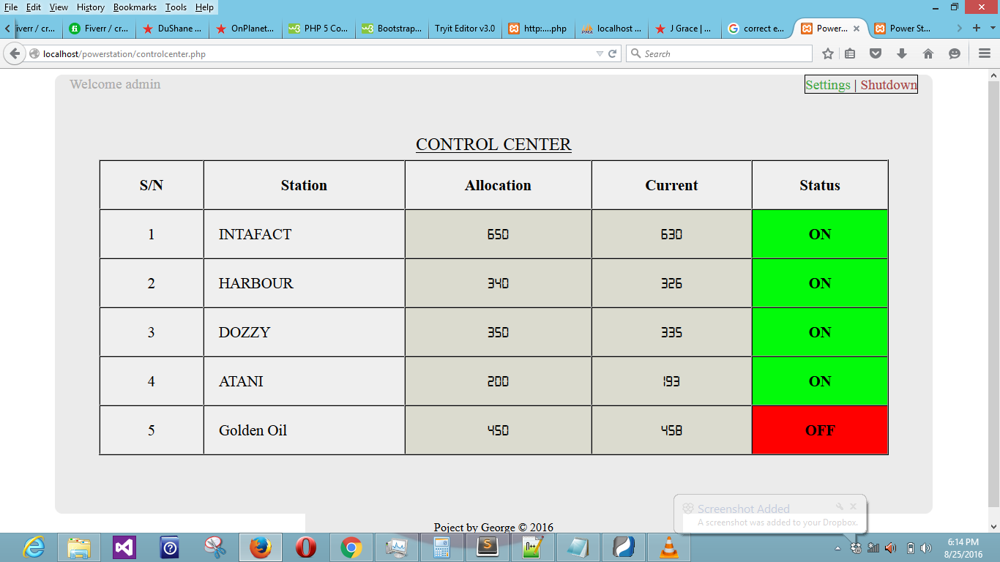 File Edit View History Bookmarks Tools Help
iverr / cr... Fiverr / cr... DuShane ... OnPlanet... PHP 5 Co... Bootstrap... Tryit Editor v3.0 http:....php localhost ... J Grace | ... correct e... Power... Power St...
localhost/powerstation/controlcenter.php Search
Welcome admin Settings | Shutdown
CONTROL CENTER
S/N Station Allocation Current Status
1 INTAFACT 650 630 ON
2 HARBOUR 340 326 ON
3 DOZZY 350 335 ON
4 ATANI 200 193 ON
5 Golden Oil 450 458 OFF
Screenshot Added
A screenshot was added to your Dropbox.
Poject by George © 2016
6:14 PM
8/25/2016